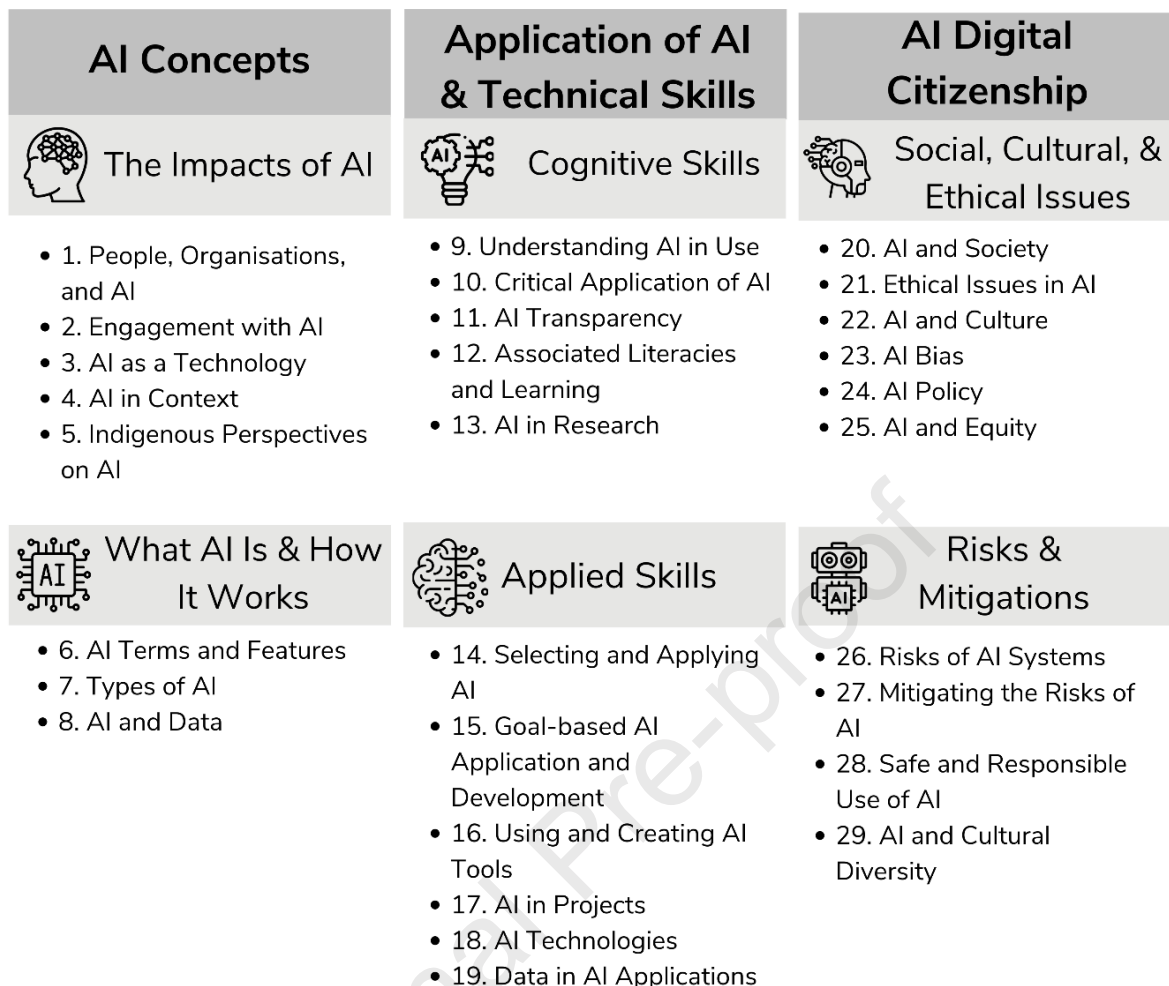 AI Concepts
The Impacts of AI
• 1. People, Organisations,
and AI
• 2. Engagement with AI
• 3. AI as a Technology
• 4. AI in Context
• 5. Indigenous Perspectives
on AI
What AI Is & How
It Works
AI
• 6. AI Terms and Features
• 7. Types of AI
• 8. AI and Data
Application of AI
& Technical Skills
AI
Cognitive Skills
• 9. Understanding AI in Use
• 10. Critical Application of AI
• 11. AI Transparency
• 12. Associated Literacies
and Learning
• 13. AI in Research
Applied Skills
• 14. Selecting and Applying
AI
• 15. Goal-based AI
Application and
Development
• 16. Using and Creating AI
Tools
• 17. AI in Projects
• 18. AI Technologies
• 19. Data in AI Applications
AI Digital
Citizenship
Social, Cultural, &
Ethical Issues
• 20. AI and Society
• 21. Ethical Issues in AI
• 22. AI and Culture
• 23. AI Bias
• 24. AI Policy
• 25. AI and Equity
Risks &
Mitigations
AI
• 26. Risks of AI Systems
• 27. Mitigating the Risks of
AI
• 28. Safe and Responsible
Use of AI
• 29. AI and Cultural
Diversity
Pre-proof